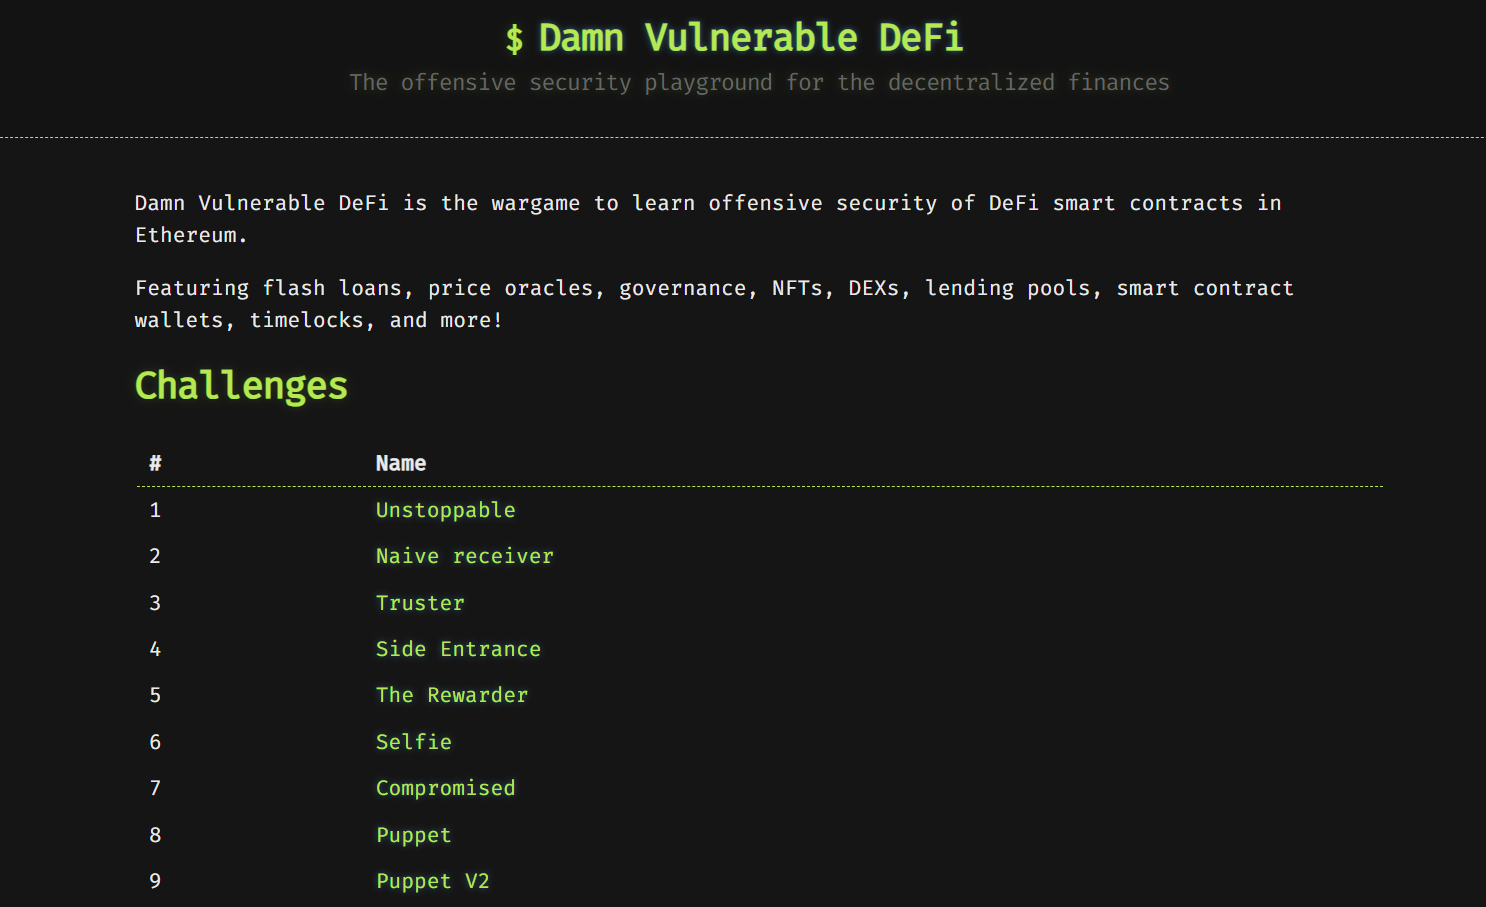 $ Damn Vulnerable DeFi
The offensive security playground for the decentralized finances
Damn Vulnerable DeFi is the wargame to learn offensive security of DeFi smart contracts in
Ethereum.
Featuring flash loans, price oracles, governance, NFTs, DEXs, lending pools, smart contract
wallets, timelocks, and more!
Challenges
# Name
1 Unstoppable
2 Naive receiver
3 Truster
4 Side Entrance
5 The Rewarder
6 Selfie
7 Compromised
8 Puppet
9 Puppet V2